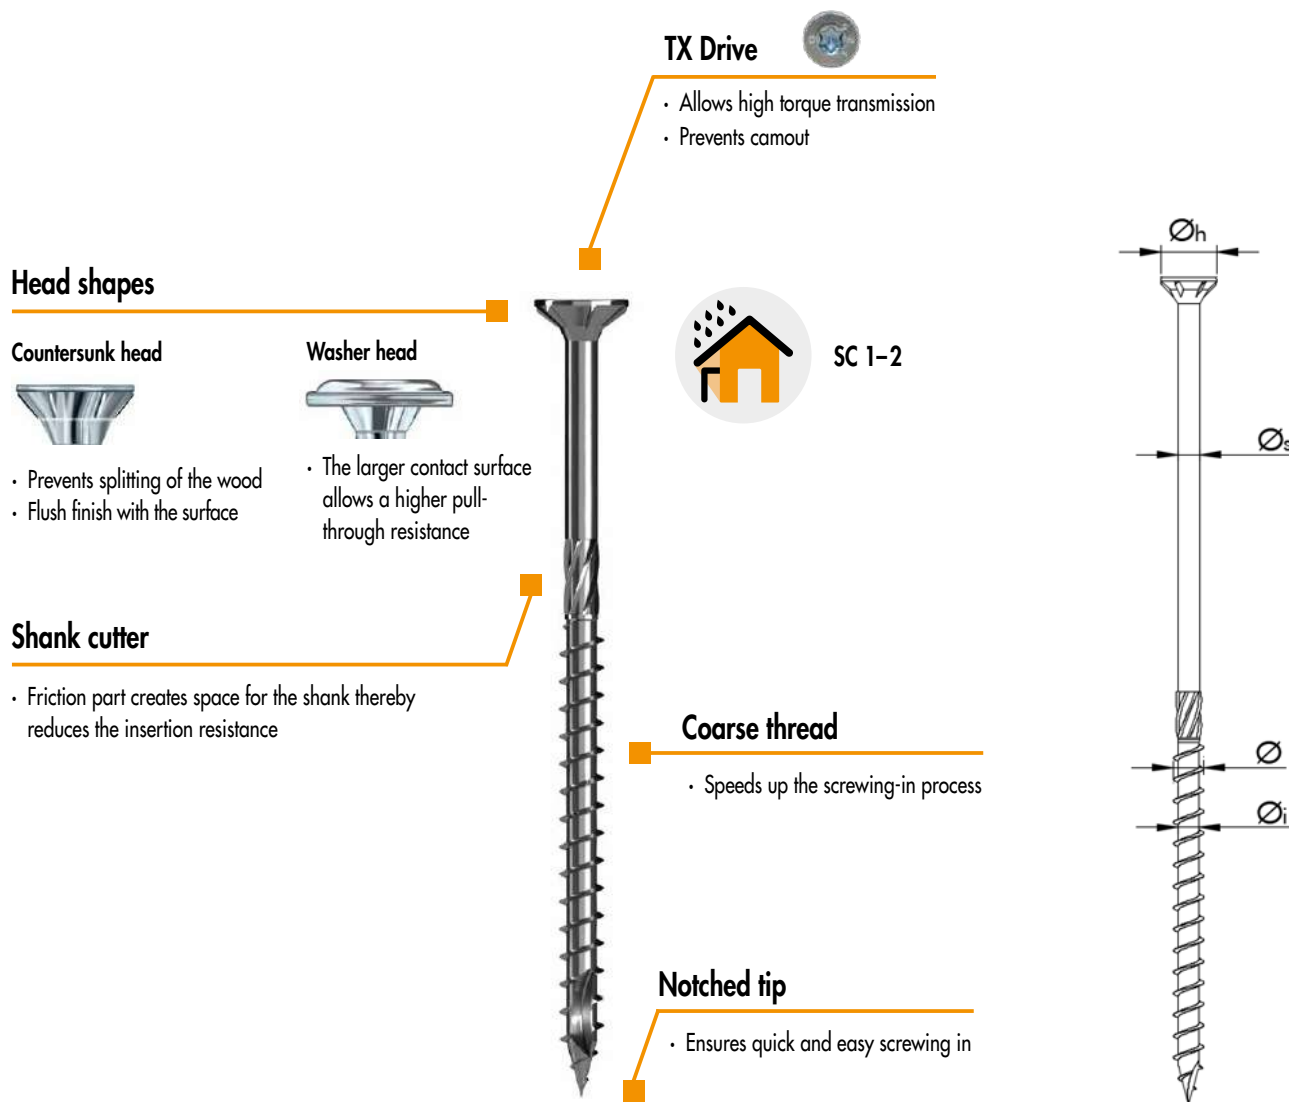 TX Drive
· Allows high torque transmission
· Prevents camout
Head shapes
Countersunk head
· Prevents splitting of the wood
· Flush finish with the surface
Washer head
· The larger contact surface
allows a higher pull-
through resistance
SC 1–2
Shank cutter
· Friction part creates space for the shank thereby
reduces the insertion resistance
Coarse thread
· Speeds up the screwing-in process
Notched tip
· Ensures quick and easy screwing in
Øh
Øs
Ø
Øi